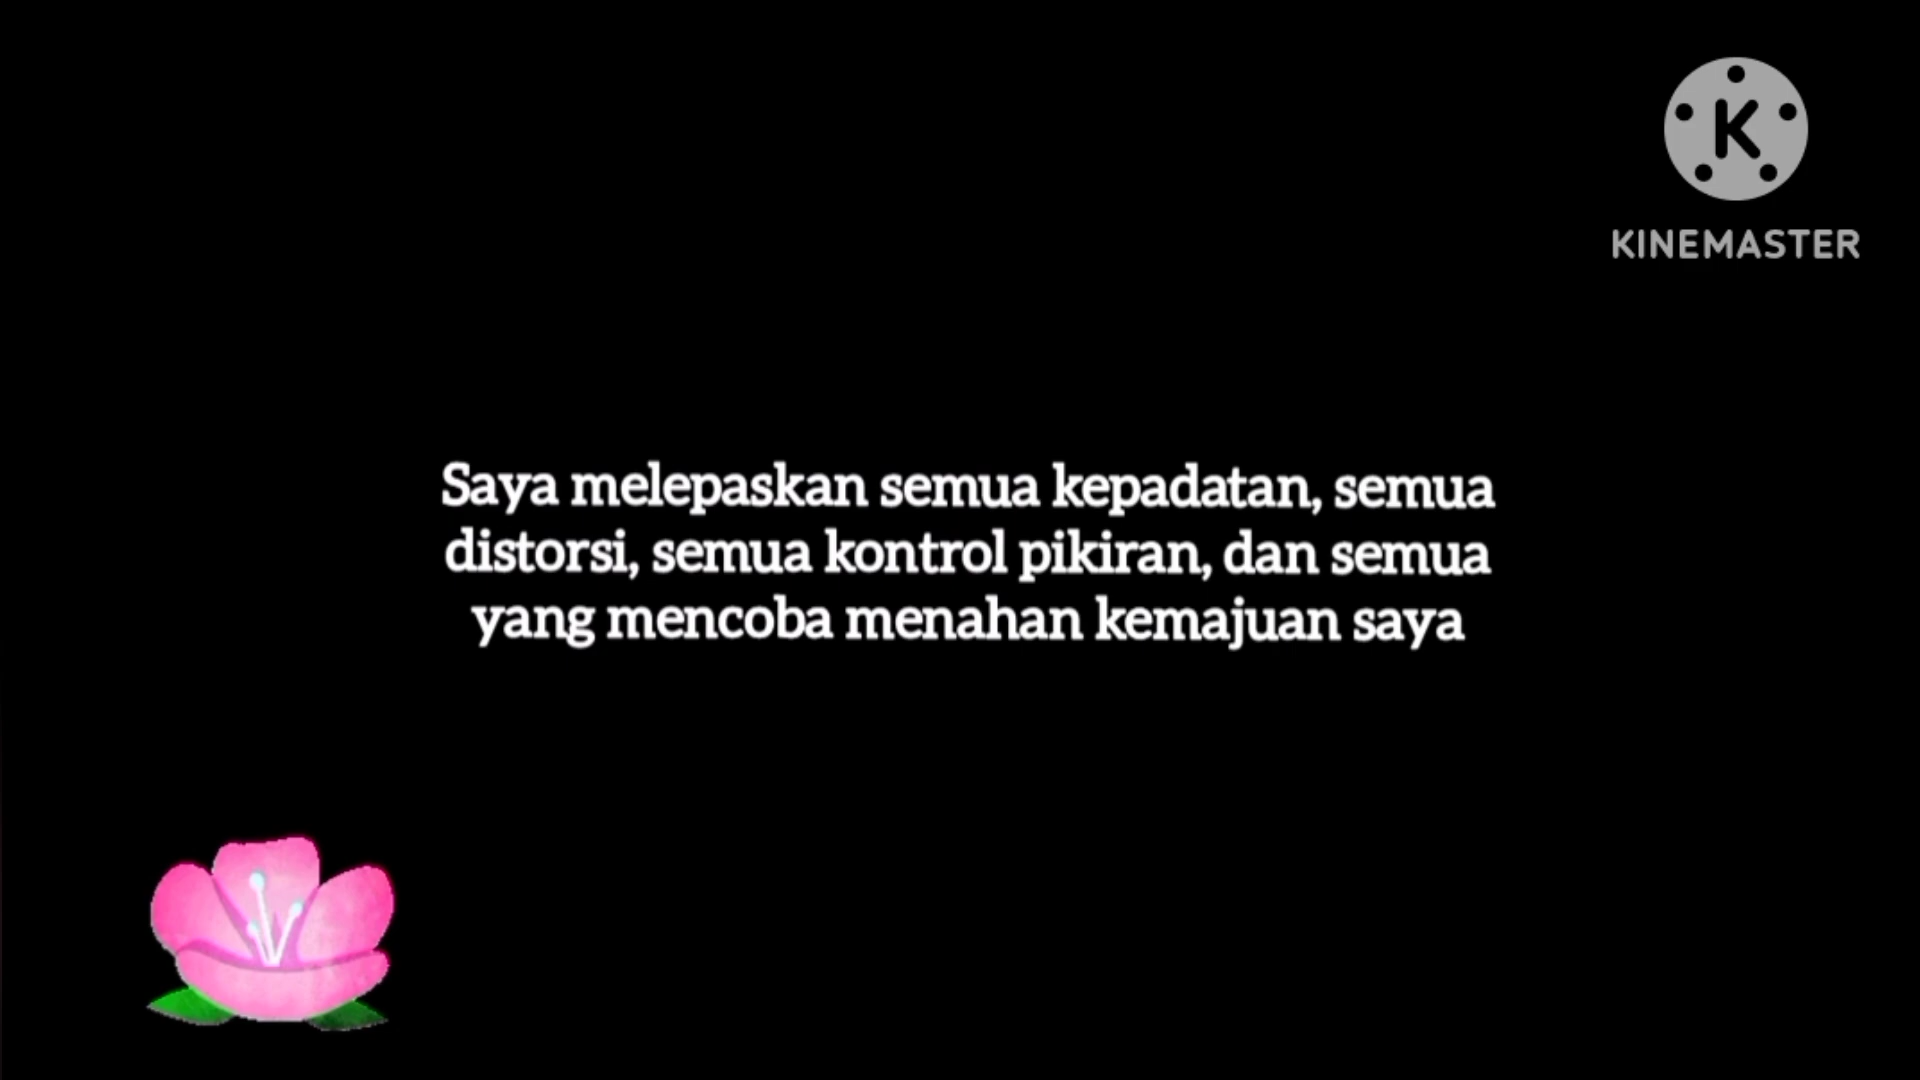 K
KINEMASTER
Saya melepaskan semua kepadatan, semua
distorsi, semua kontrol pikiran, dan semua
yang mencoba menahan kemajuan saya